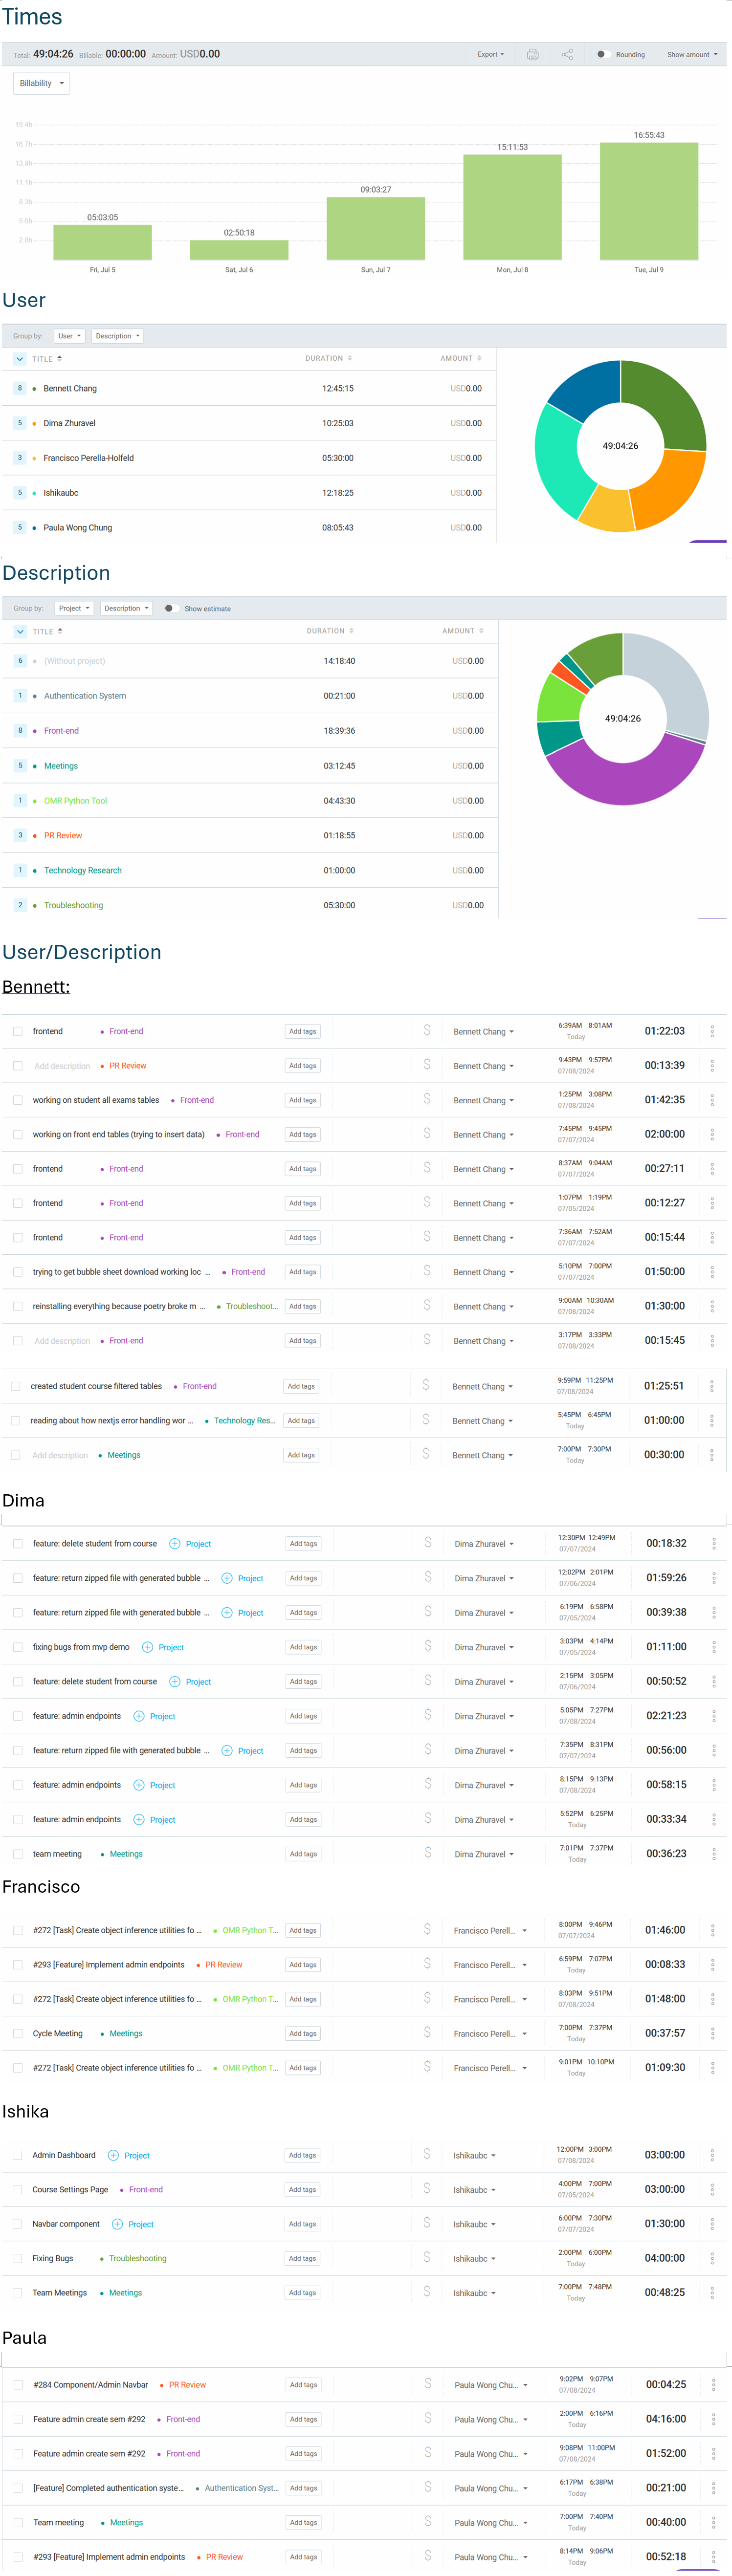 Times
Total: 49:04:26 Billable: 00:00:00 Amount: USD0.00 Export Rounding Show amount
Billability
19.4h
16.7h
13.9h
11.1h
8.3h
5.6h
2.8h
05:03:05
02:50:18
09:03:27
15:11:53
16:55:43
Fri, Jul 5 Sat, Jul 6 Sun, Jul 7 Mon, Jul 8 Tue, Jul 9
User
Group by: User Description
TITLE DURATION AMOUNT
8 Bennett Chang 12:45:15 USD0.00
5 Dima Zhuravel 10:25:03 USD0.00
3 Francisco Perella-Holfeld 05:30:00 USD0.00
5 Ishikaubc 12:18:25 USD0.00
5 Paula Wong Chung 08:05:43 USD0.00
49:04:26
Description
Group by: Project Description Show estimate
TITLE DURATION AMOUNT
6 (Without project) 14:18:40 USD0.00
1 Authentication System 00:21:00 USD0.00
8 Front-end 18:39:36 USD0.00
5 Meetings 03:12:45 USD0.00
1 OMR Python Tool 04:43:30 USD0.00
3 PR Review 01:18:55 USD0.00
1 Technology Research 01:00:00 USD0.00
2 Troubleshooting 05:30:00 USD0.00
49:04:26
User/Description
Bennett:
frontend Front-end Add tags $ Bennett Chang 6:39AM 8:01AM Today 01:22:03
Add description PR Review Add tags $ Bennett Chang 9:43PM 9:57PM 07/08/2024 00:13:39
working on student all exams tables Front-end Add tags $ Bennett Chang 1:25PM 3:08PM 07/08/2024 01:42:35
working on front end tables (trying to insert data) Front-end Add tags $ Bennett Chang 7:45PM 9:45PM 07/07/2024 02:00:00
frontend Front-end Add tags $ Bennett Chang 8:37AM 9:04AM 07/07/2024 00:27:11
frontend Front-end Add tags $ Bennett Chang 1:07PM 1:19PM 07/05/2024 00:12:27
frontend Front-end Add tags $ Bennett Chang 7:36AM 7:52AM 07/07/2024 00:15:44
trying to get bubble sheet download working loc ... Front-end Add tags $ Bennett Chang 5:10PM 7:00PM 07/07/2024 01:50:00
reinstalling everything because poetry broke m ... Troubleshoot... Add tags $ Bennett Chang 9:00AM 10:30AM 07/08/2024 01:30:00
Add description Front-end Add tags $ Bennett Chang 3:17PM 3:33PM 07/08/2024 00:15:45
created student course filtered tables Front-end Add tags $ Bennett Chang 9:59PM 11:25PM 07/08/2024 01:25:51
reading about how nextjs error handling wor ... Technology Res... Add tags $ Bennett Chang 5:45PM 6:45PM Today 01:00:00
Add description Meetings Add tags $ Bennett Chang 7:00PM 7:30PM Today 00:30:00
Dima
feature: delete student from course Project Add tags $ Dima Zhuravel 12:30PM 12:49PM 07/07/2024 00:18:32
feature: return zipped file with generated bubble ... Project Add tags $ Dima Zhuravel 12:02PM 2:01PM 07/06/2024 01:59:26
feature: return zipped file with generated bubble ... Project Add tags $ Dima Zhuravel 6:19PM 6:58PM 07/05/2024 00:39:38
fixing bugs from mvp demo Project Add tags $ Dima Zhuravel 3:03PM 4:14PM 07/05/2024 01:11:00
feature: delete student from course Project Add tags $ Dima Zhuravel 2:15PM 3:05PM 07/06/2024 00:50:52
feature: admin endpoints Project Add tags $ Dima Zhuravel 5:05PM 7:27PM 07/08/2024 02:21:23
feature: return zipped file with generated bubble ... Project Add tags $ Dima Zhuravel 7:35PM 8:31PM 07/07/2024 00:56:00
feature: admin endpoints Project Add tags $ Dima Zhuravel 8:15PM 9:13PM 07/08/2024 00:58:15
feature: admin endpoints Project Add tags $ Dima Zhuravel 5:52PM 6:25PM Today 00:33:34
team meeting Meetings Add tags $ Dima Zhuravel 7:01PM 7:37PM Today 00:36:23
Francisco
#272 [Task] Create object inference utilities fo ... OMR Python T... Add tags $ Francisco Perell... 8:00PM 9:46PM 07/07/2024 01:46:00
#293 [Feature] Implement admin endpoints PR Review Add tags $ Francisco Perell... 6:59PM 7:07PM Today 00:08:33
#272 [Task] Create object inference utilities fo ... OMR Python T... Add tags $ Francisco Perell... 8:03PM 9:51PM 07/08/2024 01:48:00
Cycle Meeting Meetings Add tags $ Francisco Perell... 7:00PM 7:37PM Today 00:37:57
#272 [Task] Create object inference utilities fo ... OMR Python T... Add tags $ Francisco Perell... 9:01PM 10:10PM Today 01:09:30
Ishika
Admin Dashboard Project Add tags $ Ishikaubc 12:00PM 3:00PM 07/08/2024 03:00:00
Course Settings Page Front-end Add tags $ Ishikaubc 4:00PM 7:00PM 07/05/2024 03:00:00
Navbar component Project Add tags $ Ishikaubc 6:00PM 7:30PM 07/07/2024 01:30:00
Fixing Bugs Troubleshooting Add tags $ Ishikaubc 2:00PM 6:00PM Today 04:00:00
Team Meetings Meetings Add tags $ Ishikaubc 7:00PM 7:48PM Today 00:48:25
Paula
#284 Component/Admin Navbar PR Review Add tags $ Paula Wong Chu... 9:02PM 9:07PM 07/08/2024 00:04:25
Feature admin create sem #292 Front-end Add tags $ Paula Wong Chu... 2:00PM 6:16PM Today 04:16:00
Feature admin create sem #292 Front-end Add tags $ Paula Wong Chu... 9:08PM 11:00PM 07/08/2024 01:52:00
[Feature] Completed authentication syste... Authentication Syst... Add tags $ Paula Wong Chu... 6:17PM 6:38PM Today 00:21:00
Team meeting Meetings Add tags $ Paula Wong Chu... 7:00PM 7:40PM Today 00:40:00
#293 [Feature] Implement admin endpoints PR Review Add tags $ Paula Wong Chu... 8:14PM 9:06PM Today 00:52:18